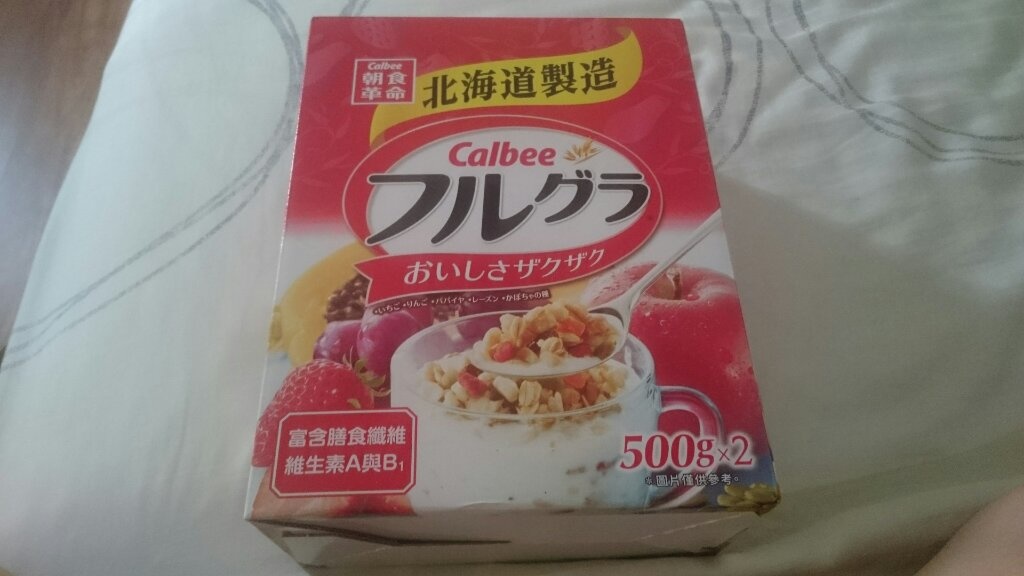 Calbee
朝食
革命
北海道製造
Calbee
フルグラ
おいしさザクザク
•いちご •りんご •パパイヤ •レーズン •かぼちゃの種
富含膳食纖維
維生素A與B1
500g×2
※圖片僅供參考。